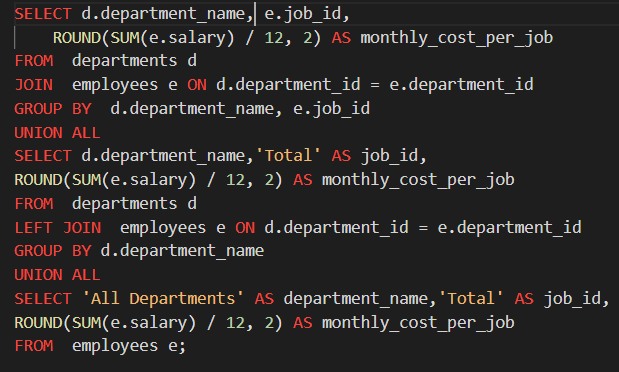 SELECT d.department_name, e.job_id,
ROUND(SUM(e.salary) / 12, 2) AS monthly_cost_per_job
FROM  departments d
JOIN  employees e ON d.department_id = e.department_id
GROUP BY  d.department_name, e.job_id
UNION ALL
SELECT d.department_name,'Total' AS job_id,
ROUND(SUM(e.salary) / 12, 2) AS monthly_cost_per_job
FROM  departments d
LEFT JOIN  employees e ON d.department_id = e.department_id
GROUP BY d.department_name
UNION ALL
SELECT 'All Departments' AS department_name,'Total' AS job_id,
ROUND(SUM(e.salary) / 12, 2) AS monthly_cost_per_job
FROM  employees e;